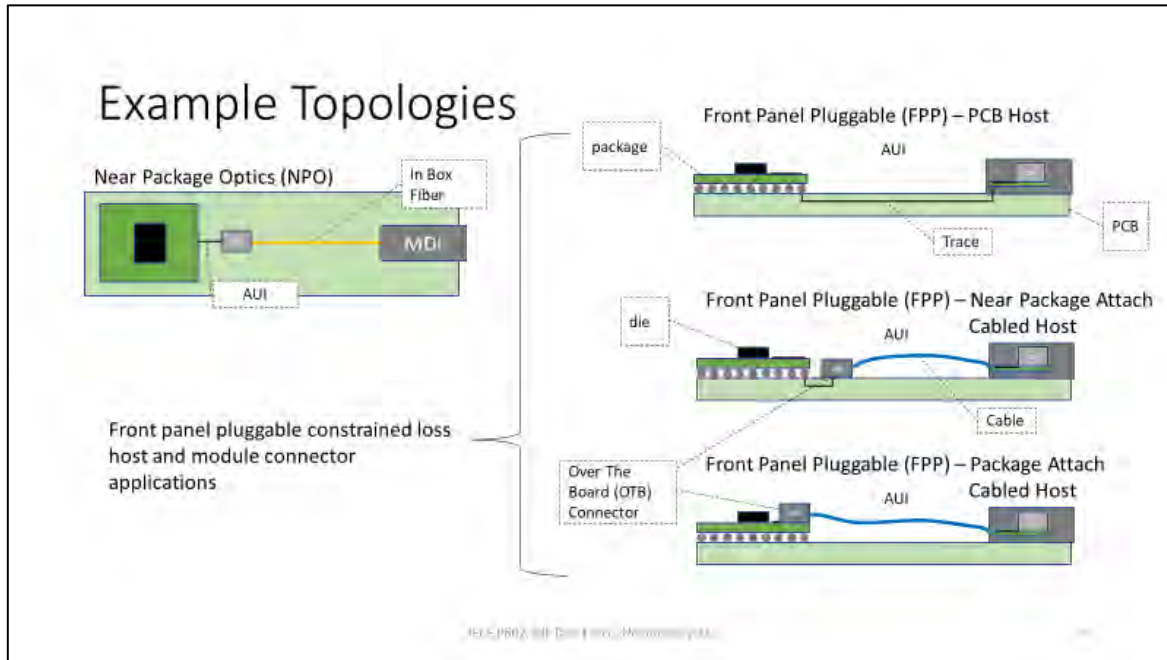 Example Topologies
Near Package Optics (NPO)
In Box
Fiber
MDI
AUI
Front panel pluggable constrained loss
host and module connector
applications
Front Panel Pluggable (FPP) – PCB Host
package
AUI
Trace
PCB
Front Panel Pluggable (FPP) – Near Package Attach
Cabled Host
die
AUI
Cable
Over The
Board (OTB)
Connector
Front Panel Pluggable (FPP) – Package Attach
Cabled Host
AUI